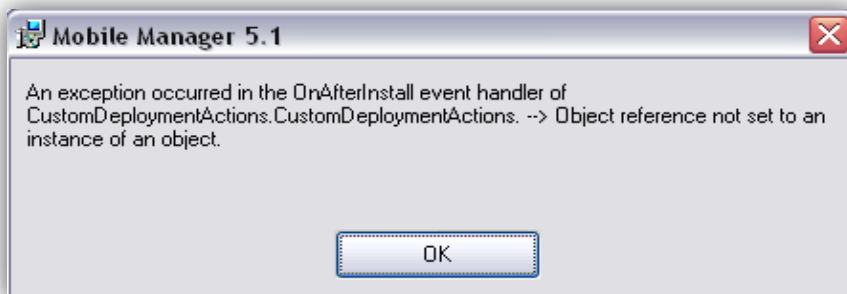 Mobile Manager 5.1
An exception occurred in the OnAfterInstall event handler of
CustomDeploymentActions.CustomDeploymentActions. --> Object reference not set to an
instance of an object.
OK